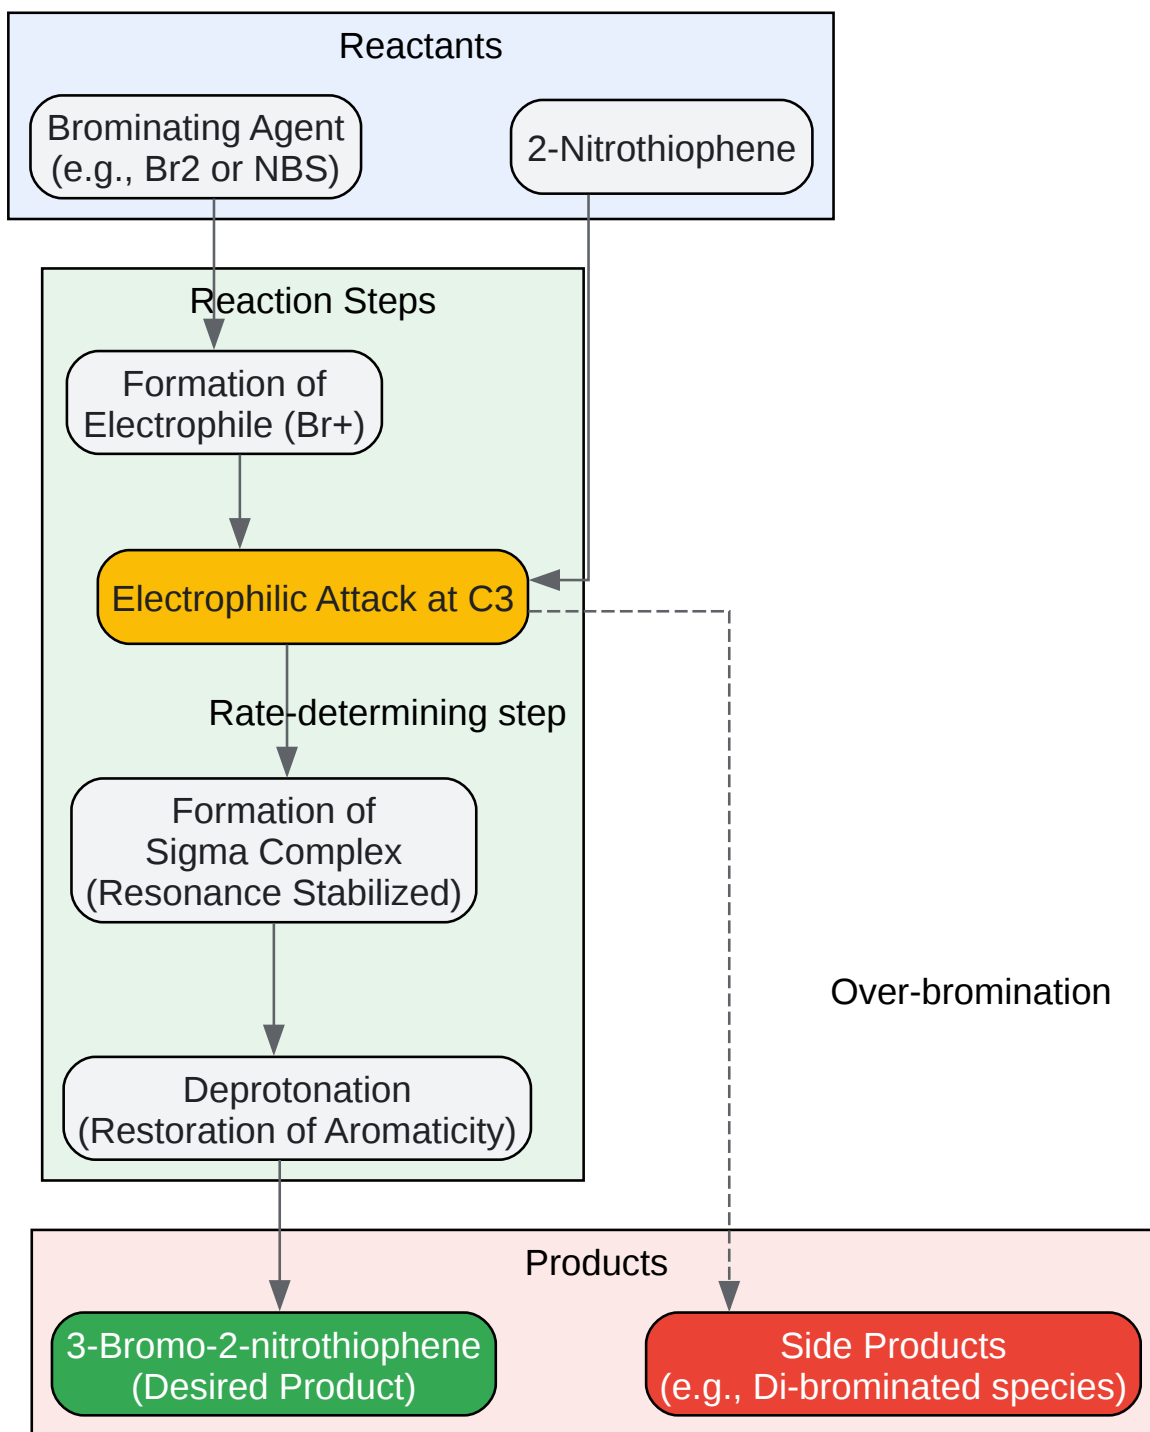 Reactants
Brominating Agent
(e.g., Br2 or NBS)
2-Nitrothiophene
Reaction Steps
Formation of
Electrophile (Br+)
Electrophilic Attack at C3
Rate-determining step
Formation of
Sigma Complex
(Resonance Stabilized)
Over-bromination
Deprotonation
(Restoration of Aromaticity)
Products
3-Bromo-2-nitrothiophene
(Desired Product)
Side Products
(e.g., Di-brominated species)